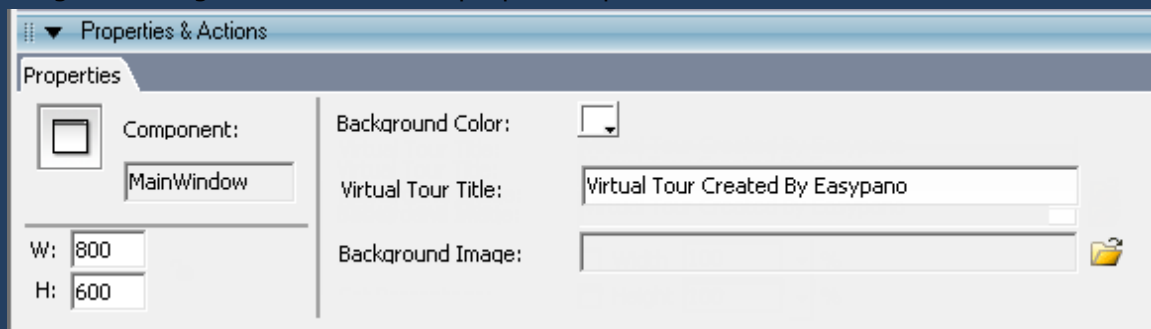 Properties & Actions
Properties
Component:
MainWindow
W: 800
H: 600
Background Color:
Virtual Tour Title: Virtual Tour Created By Easypano
Background Image: